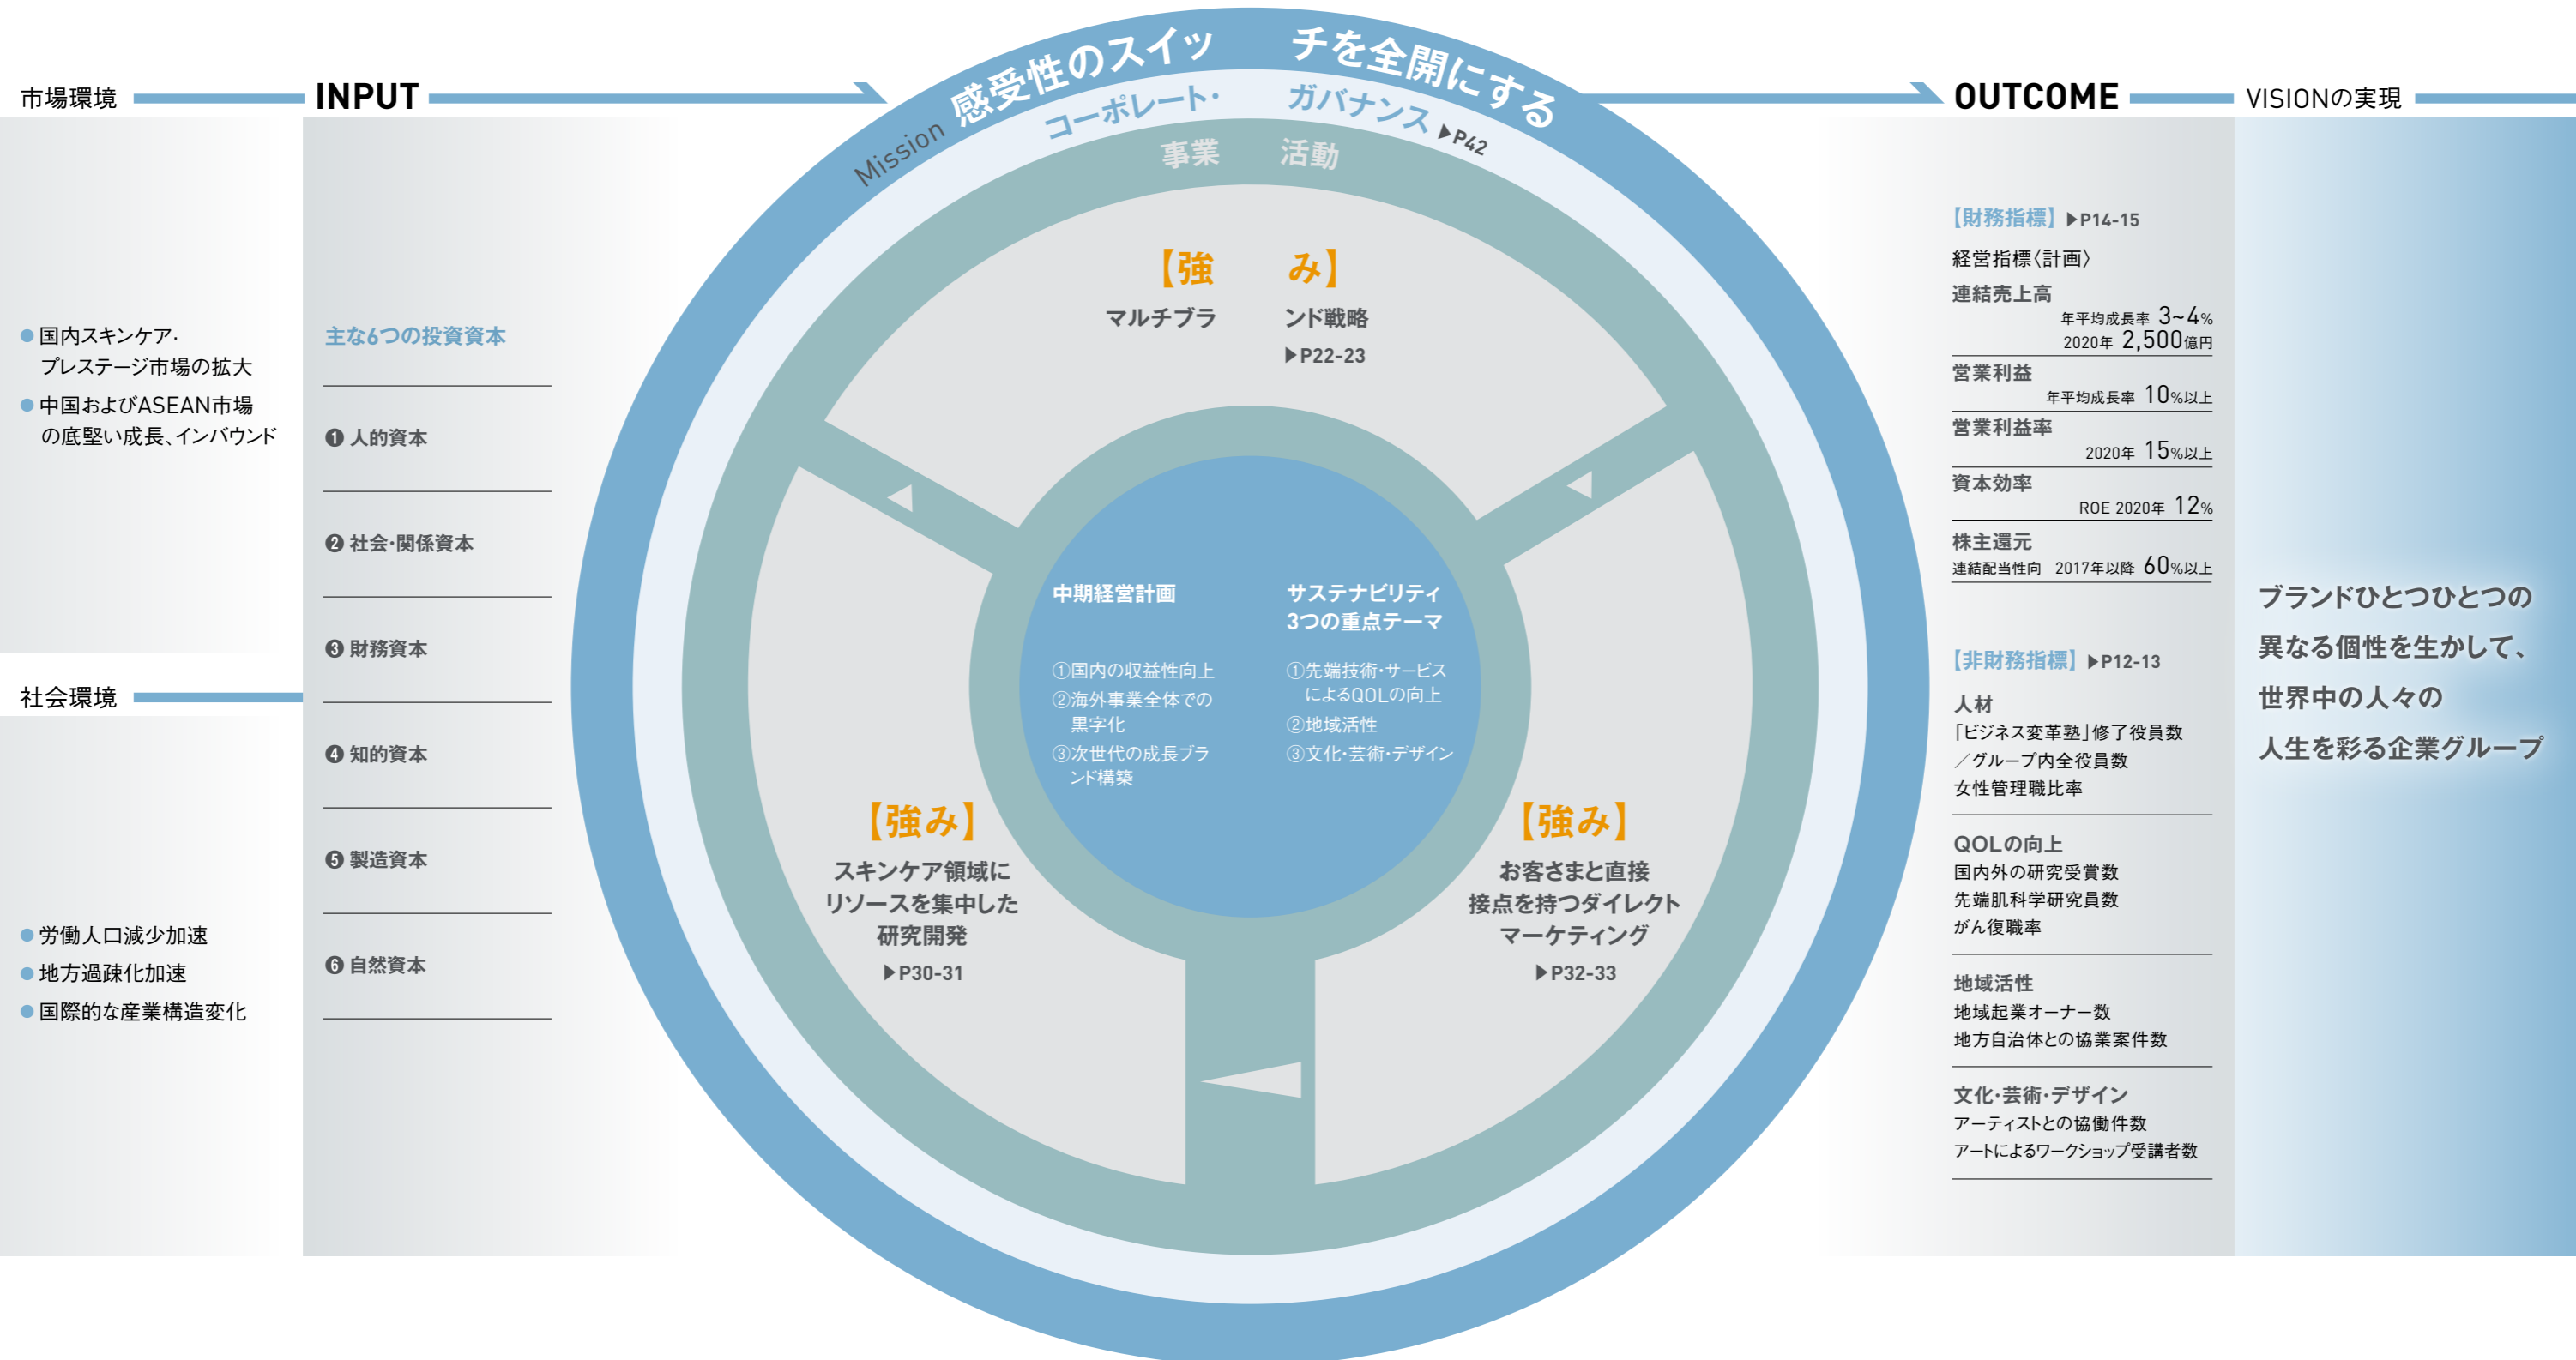 市場環境
●国内スキンケア・
プレステージ市場の拡大
●中国およびASEAN市場
の底堅い成長、インバウンド
社会環境
●労働人口減少加速
●地方過疎化加速
●国際的な産業構造変化
INPUT
主な6つの投資資本
❶人的資本
❷社会・関係資本
❸財務資本
❹知的資本
❺製造資本
❻自然資本
Mission 感受性のスイッチを全開にする
コーポレート・ガバナンス ▶P42
事業活動
【強み】
マルチブランド戦略
▶P22-23
中期経営計画
①国内の収益性向上
②海外事業全体での
黒字化
③次世代の成長ブラ
ンド構築
サステナビリティ
3つの重点テーマ
①先端技術・サービス
によるQOLの向上
②地域活性
③文化・芸術・デザイン
【強み】
スキンケア領域に
リソースを集中した
研究開発
▶P30-31
【強み】
お客さまと直接
接点を持つダイレクト
マーケティング
▶P32-33
OUTCOME
【財務指標】▶P14-15
経営指標〈計画〉
連結売上高
年平均成長率 3~4%
2020年 2,500億円
営業利益
年平均成長率 10%以上
営業利益率
2020年 15%以上
資本効率
ROE 2020年 12%
株主還元
連結配当性向 2017年以降 60%以上
【非財務指標】▶P12-13
人材
「ビジネス変革塾」修了役員数
／グループ内全役員数
女性管理職比率
QOLの向上
国内外の研究受賞数
先端肌科学研究員数
がん復職率
地域活性
地域起業オーナー数
地方自治体との協業案件数
文化・芸術・デザイン
アーティストとの協働件数
アートによるワークショップ受講者数
VISIONの実現
ブランドひとつひとつの
異なる個性を生かして、
世界中の人々の
人生を彩る企業グループ